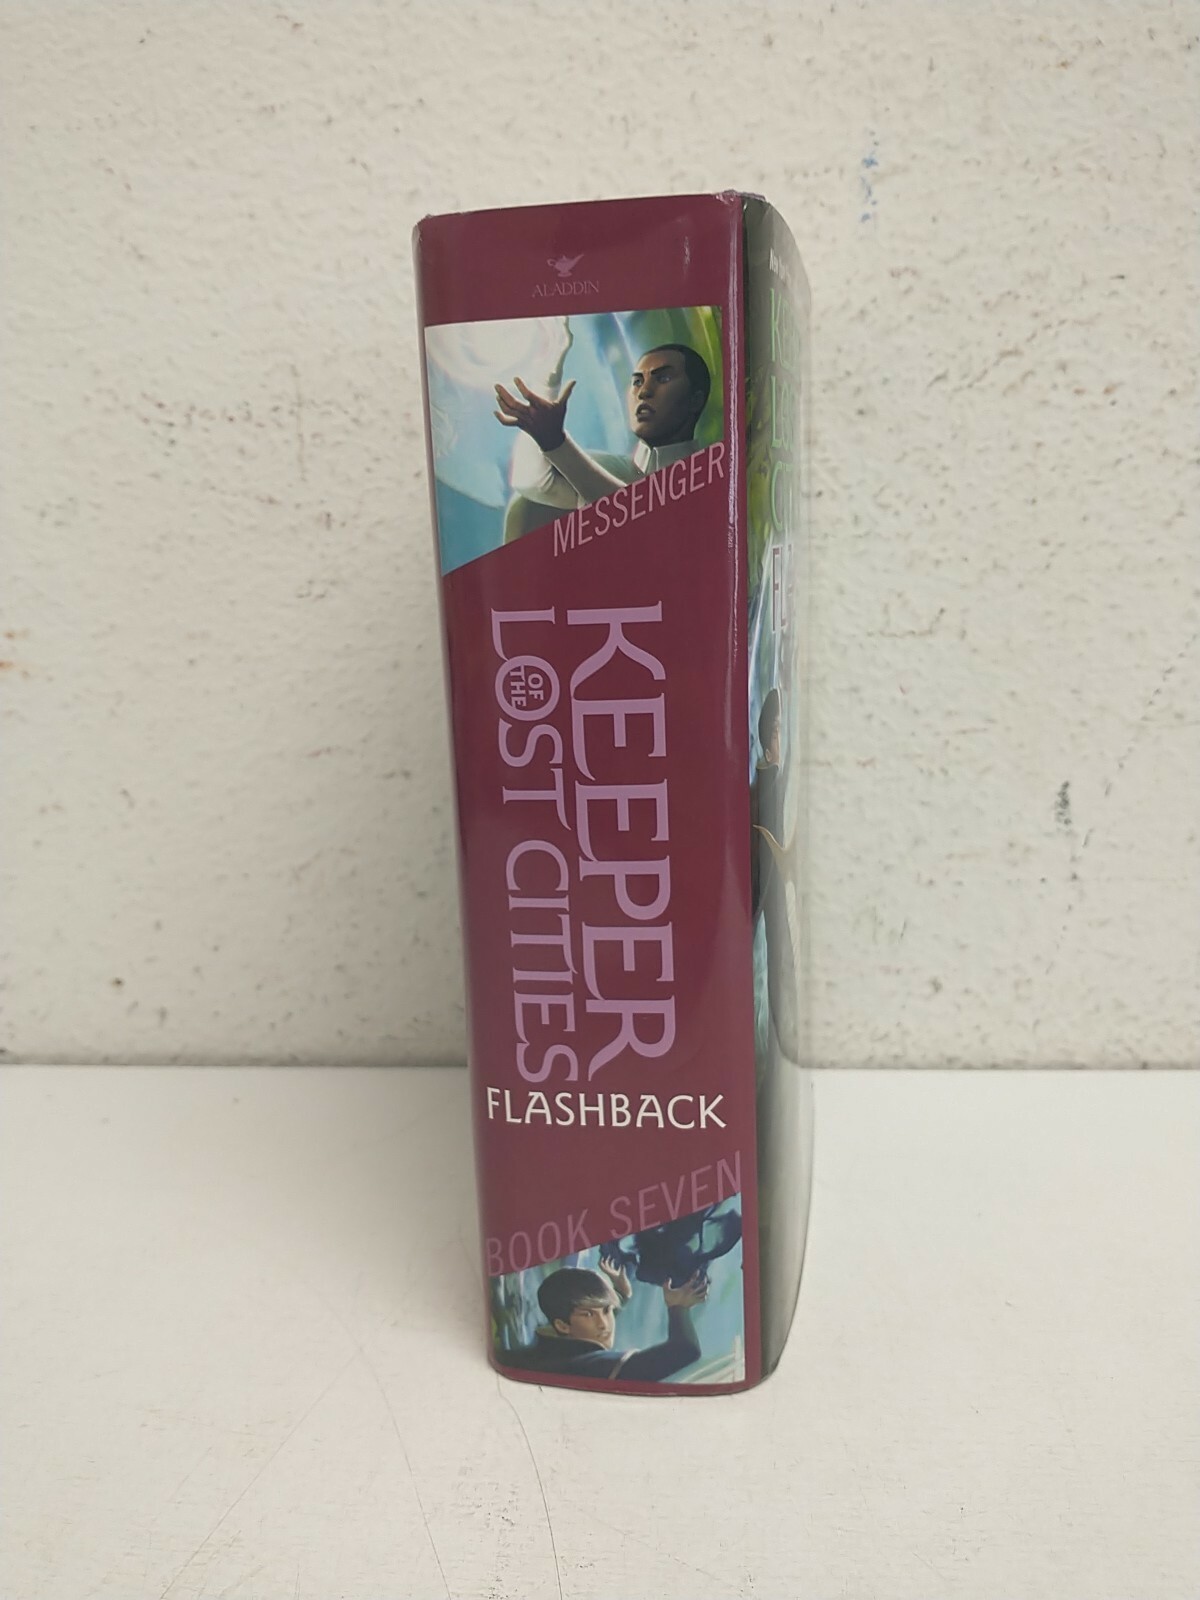 ALADDIN
MESSENGER
KEEPER
OF THE
LOST CITIES
FLASHBACK
BOOK SEVEN